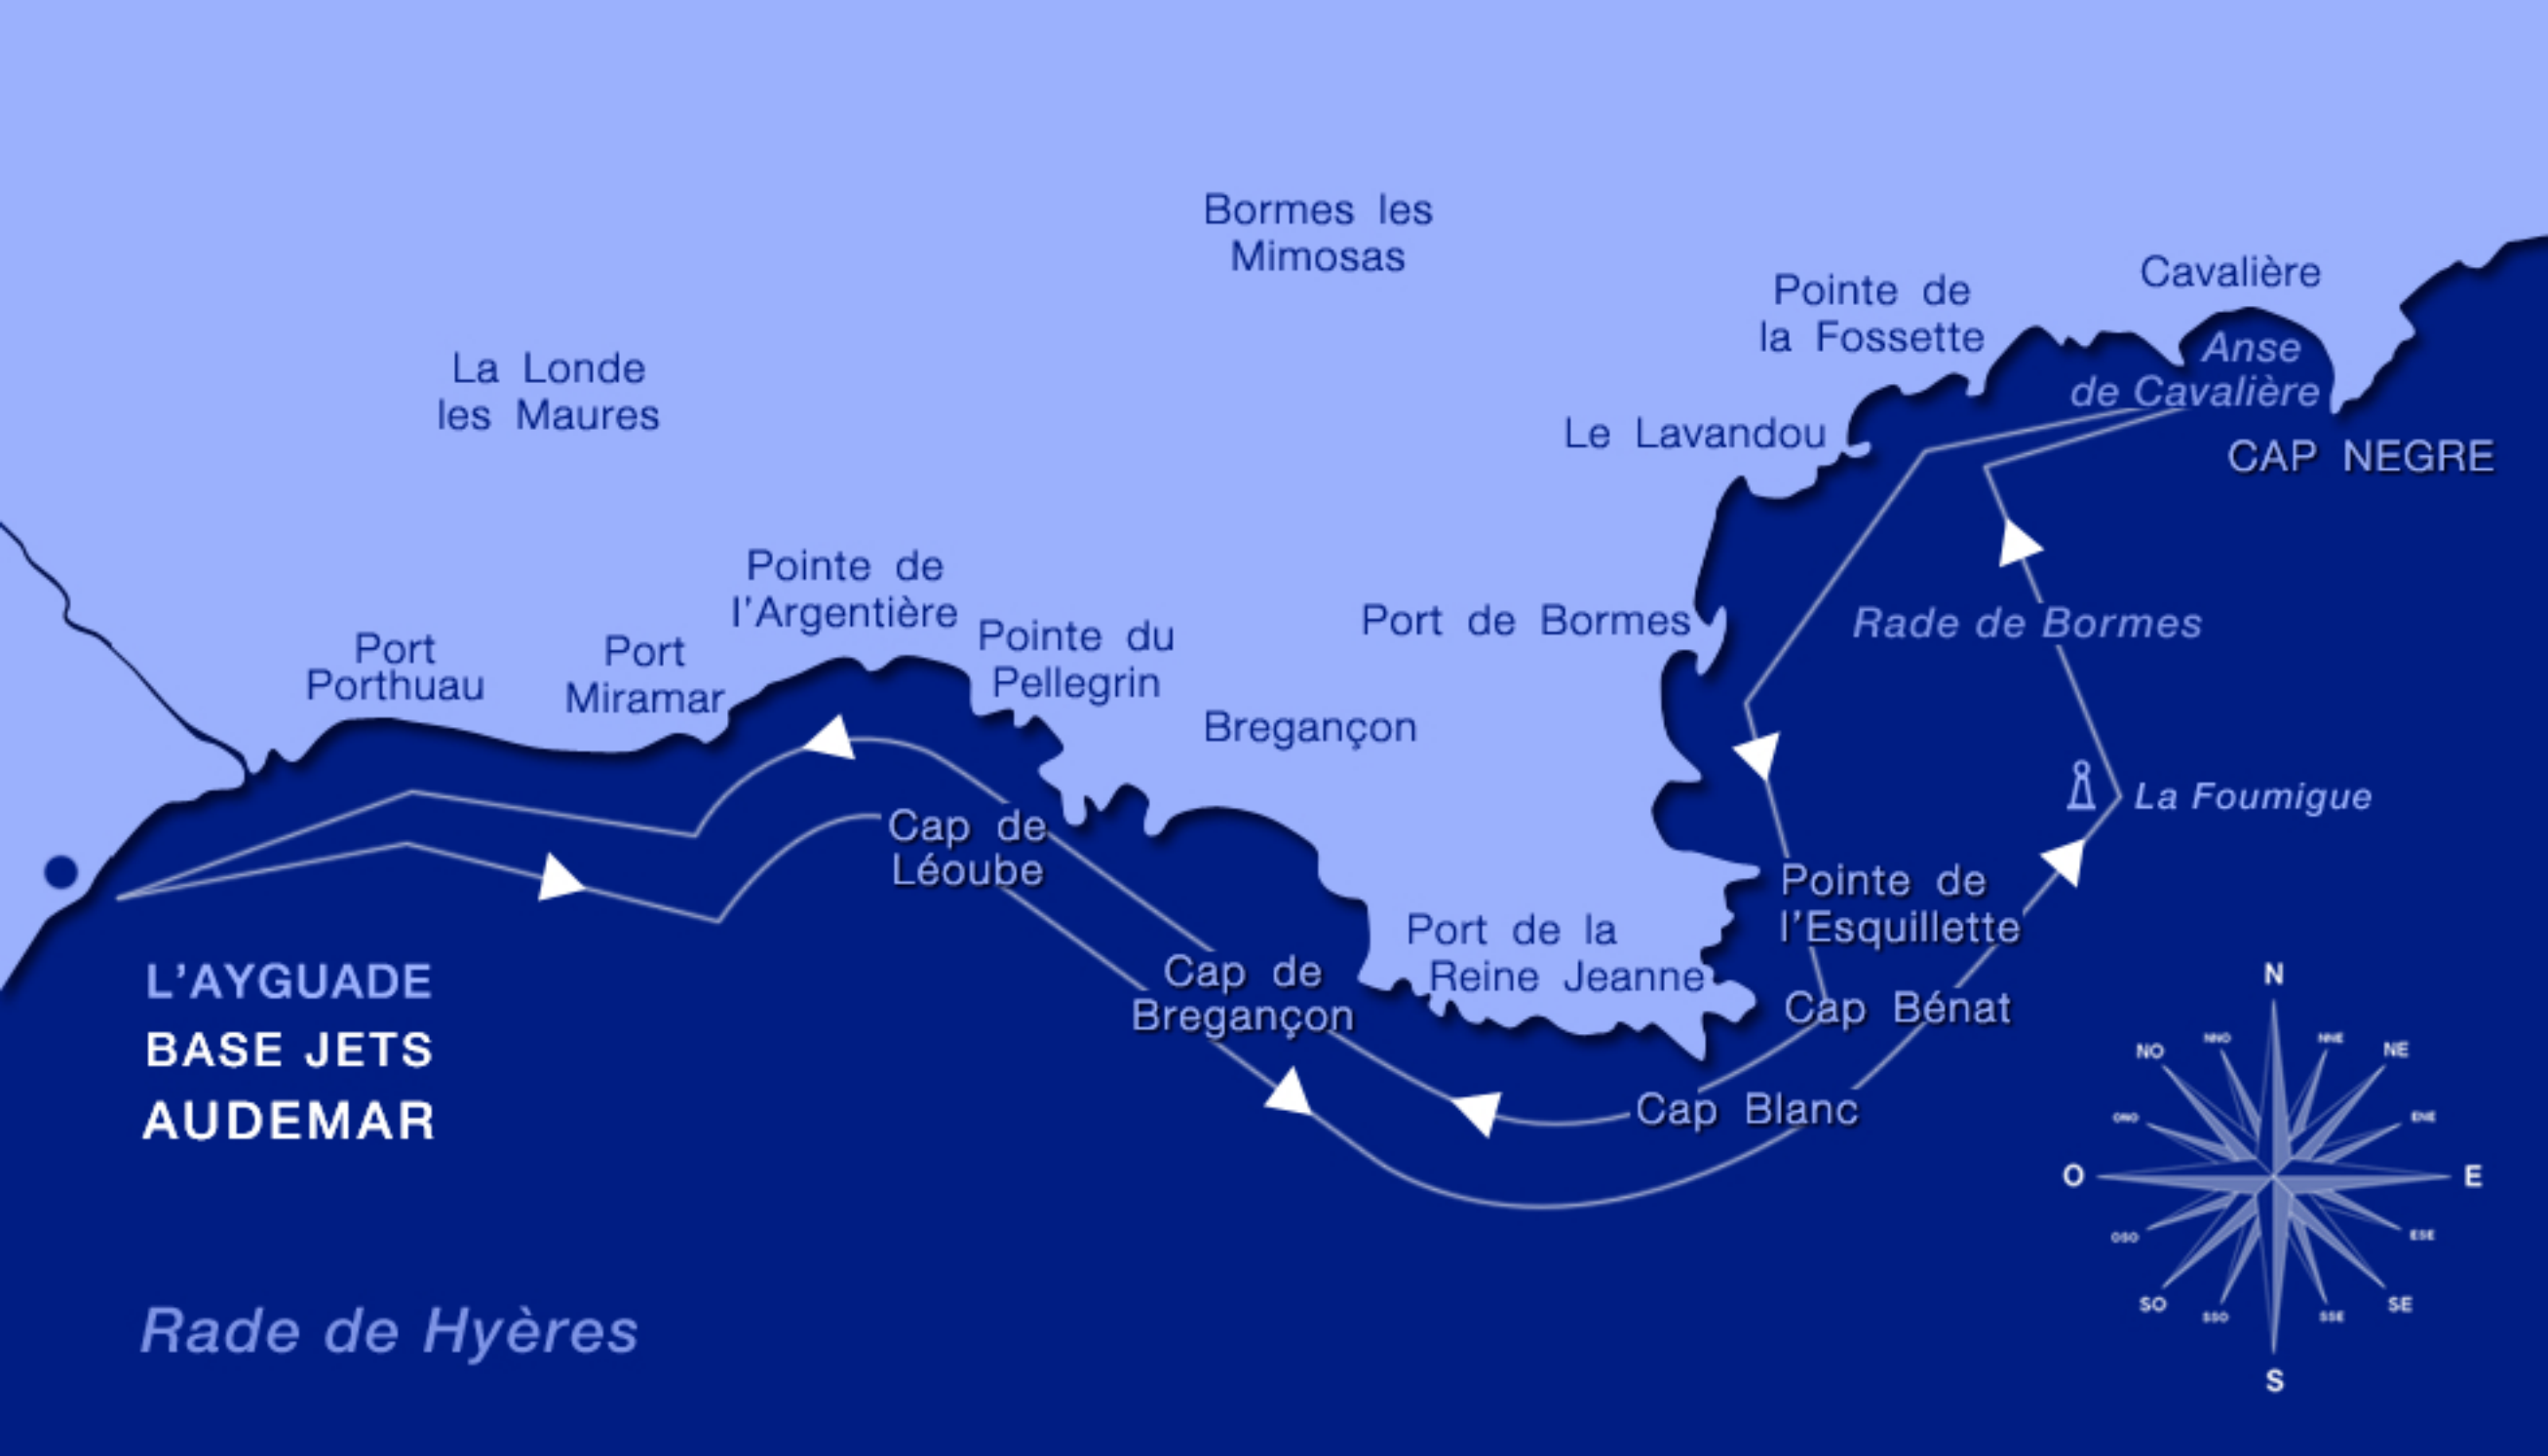 Bormes les
Mimosas
Cavalière
Pointe de
la Fossette
Anse
de Cavalière
La Londe
les Maures
Le Lavandou
CAP NEGRE
Pointe de
l'Argentière
Port de Bormes
Rade de Bormes
Port
Porthuau
Port
Miramar
Pointe du
Pellegrin
Bregançon
La Foumigue
Cap de
Léoube
Pointe de
l'Esquillette
Port de la
Reine Jeanne
Cap de
Bregançon
Cap Bénat
Cap Blanc
L'AYGUADE
BASE JETS
AUDEMAR
Rade de Hyères
N
NNO
NNE
NO
NE
ONO
ENE
O
E
OSO
ESE
SO
SE
SSO
SSE
S